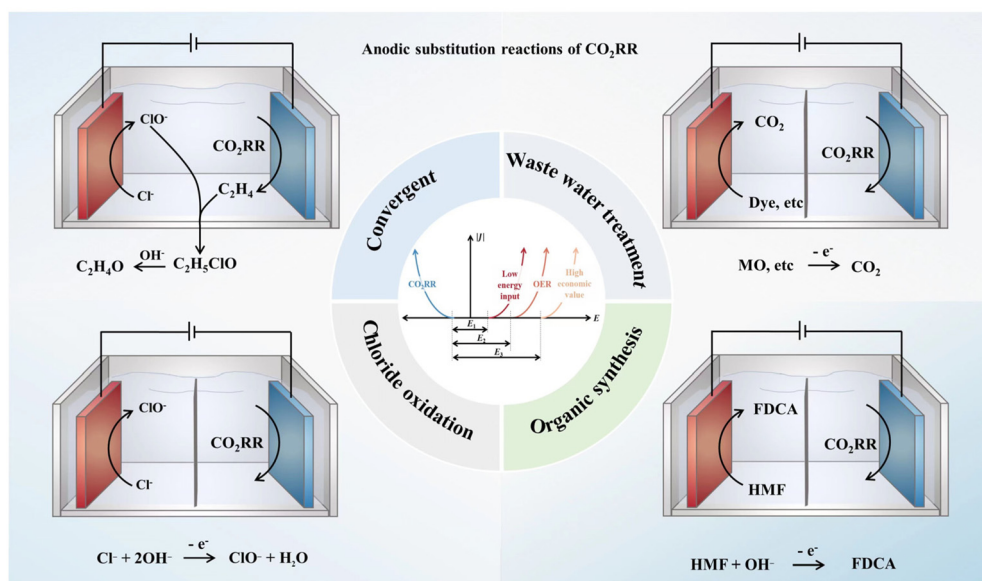 Anodic substitution reactions of CO₂RR
ClO⁻
CO₂RR
Cl⁻
C₂H₄
C₂H₄O OH⁻ C₂H₅ClO
Convergent
CO₂
CO₂RR
Dye, etc
MO, etc - e⁻ CO₂
Waste water treatment
|J|
CO₂RR
Low
energy
input
OER
High
economic
value
E
E₁
E₂
E₃
Chloride oxidation
ClO⁻
CO₂RR
Cl⁻
Cl⁻ + 2OH⁻ - e⁻ ClO⁻ + H₂O
Organic synthesis
FDCA
CO₂RR
HMF
HMF + OH⁻ - e⁻ FDCA